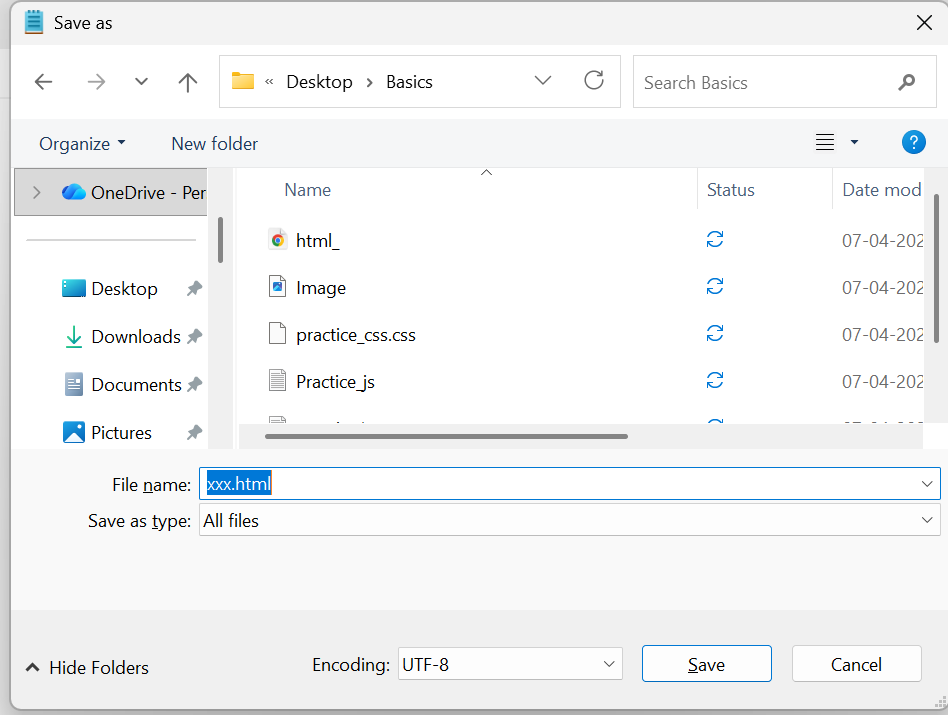 Save as
« Desktop > Basics
Search Basics
Organize
New folder
?
OneDrive - Per
Desktop
Downloads
Documents
Pictures
Name Status Date mod
html_ 07-04-202
Image 07-04-202
practice_css.css 07-04-202
Practice_js 07-04-202
File name: xxx.html
Save as type: All files
Hide Folders
Encoding: UTF-8
Save
Cancel